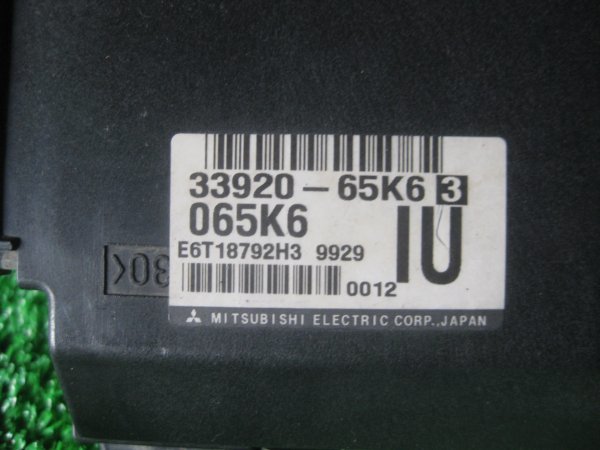 33920-65K6 3
065K6 IU
E6T18792H3 9929
0012
MITSUBISHI ELECTRIC CORP., JAPAN
30<